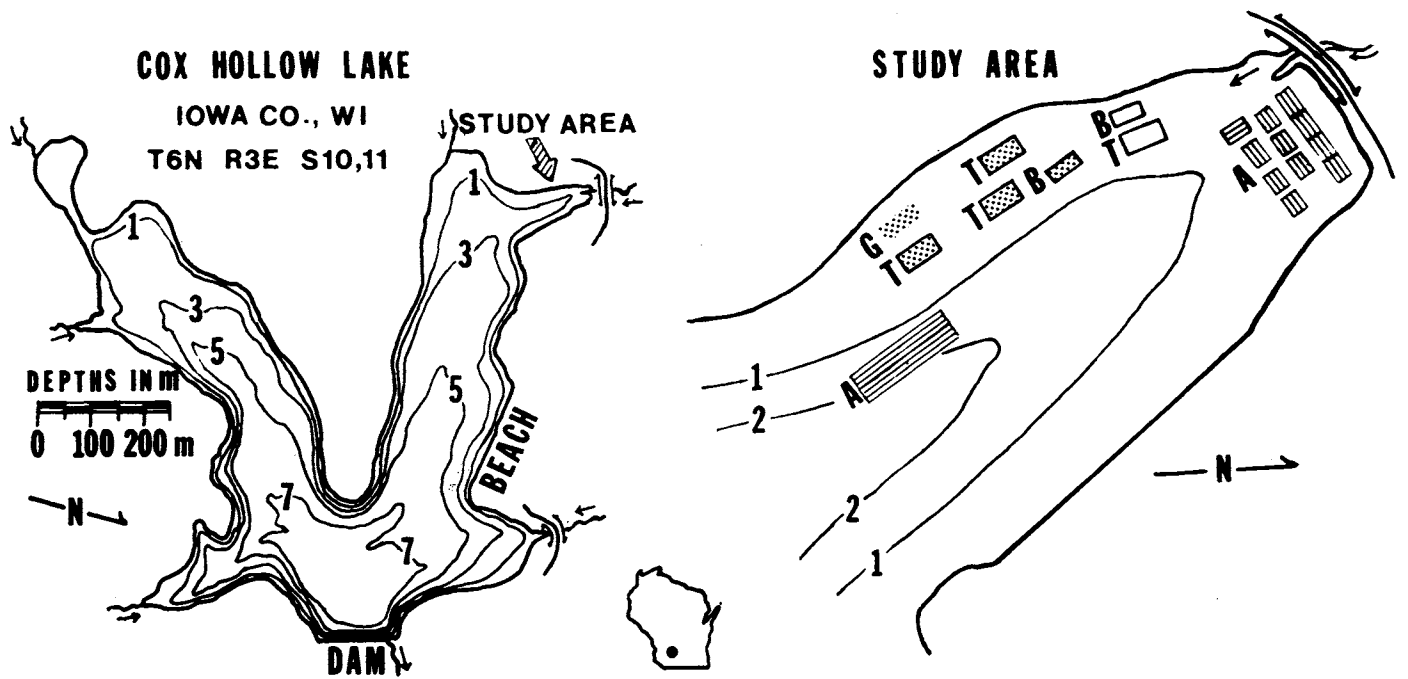 COX HOLLOW LAKE
IOWA CO., WI
T6N R3E S10,11
STUDY AREA
1
1
3
3
5
5
DEPTHS IN m
0 100 200 m
BEACH
N
7
7
DAM
STUDY AREA
B
T
T
B
T
A
G
T
1
A
2
N
2
1